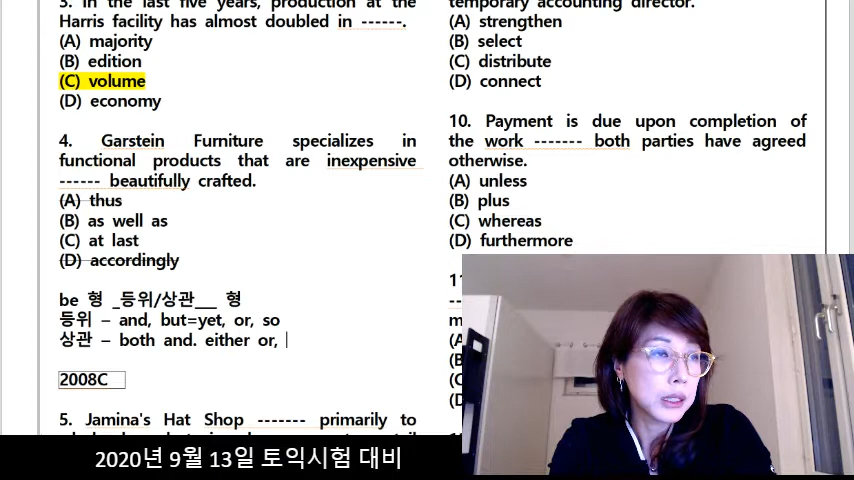 3. In the last five years, production at the
Harris facility has almost doubled in ------.
(A) majority
(B) edition
(C) volume
(D) economy
4. Garstein Furniture specializes in
functional products that are inexpensive
------ beautifully crafted.
(A) thus
(B) as well as
(C) at last
(D) accordingly
be 형 _등위/상관___ 형
등위 – and, but=yet, or, so
상관 – both and. either or,
2008C
5. Jamina's Hat Shop ------- primarily to
temporary accounting director.
(A) strengthen
(B) select
(C) distribute
(D) connect
10. Payment is due upon completion of
the work ------- both parties have agreed
otherwise.
(A) unless
(B) plus
(C) whereas
(D) furthermore
2020년 9월 13일 토익시험 대비